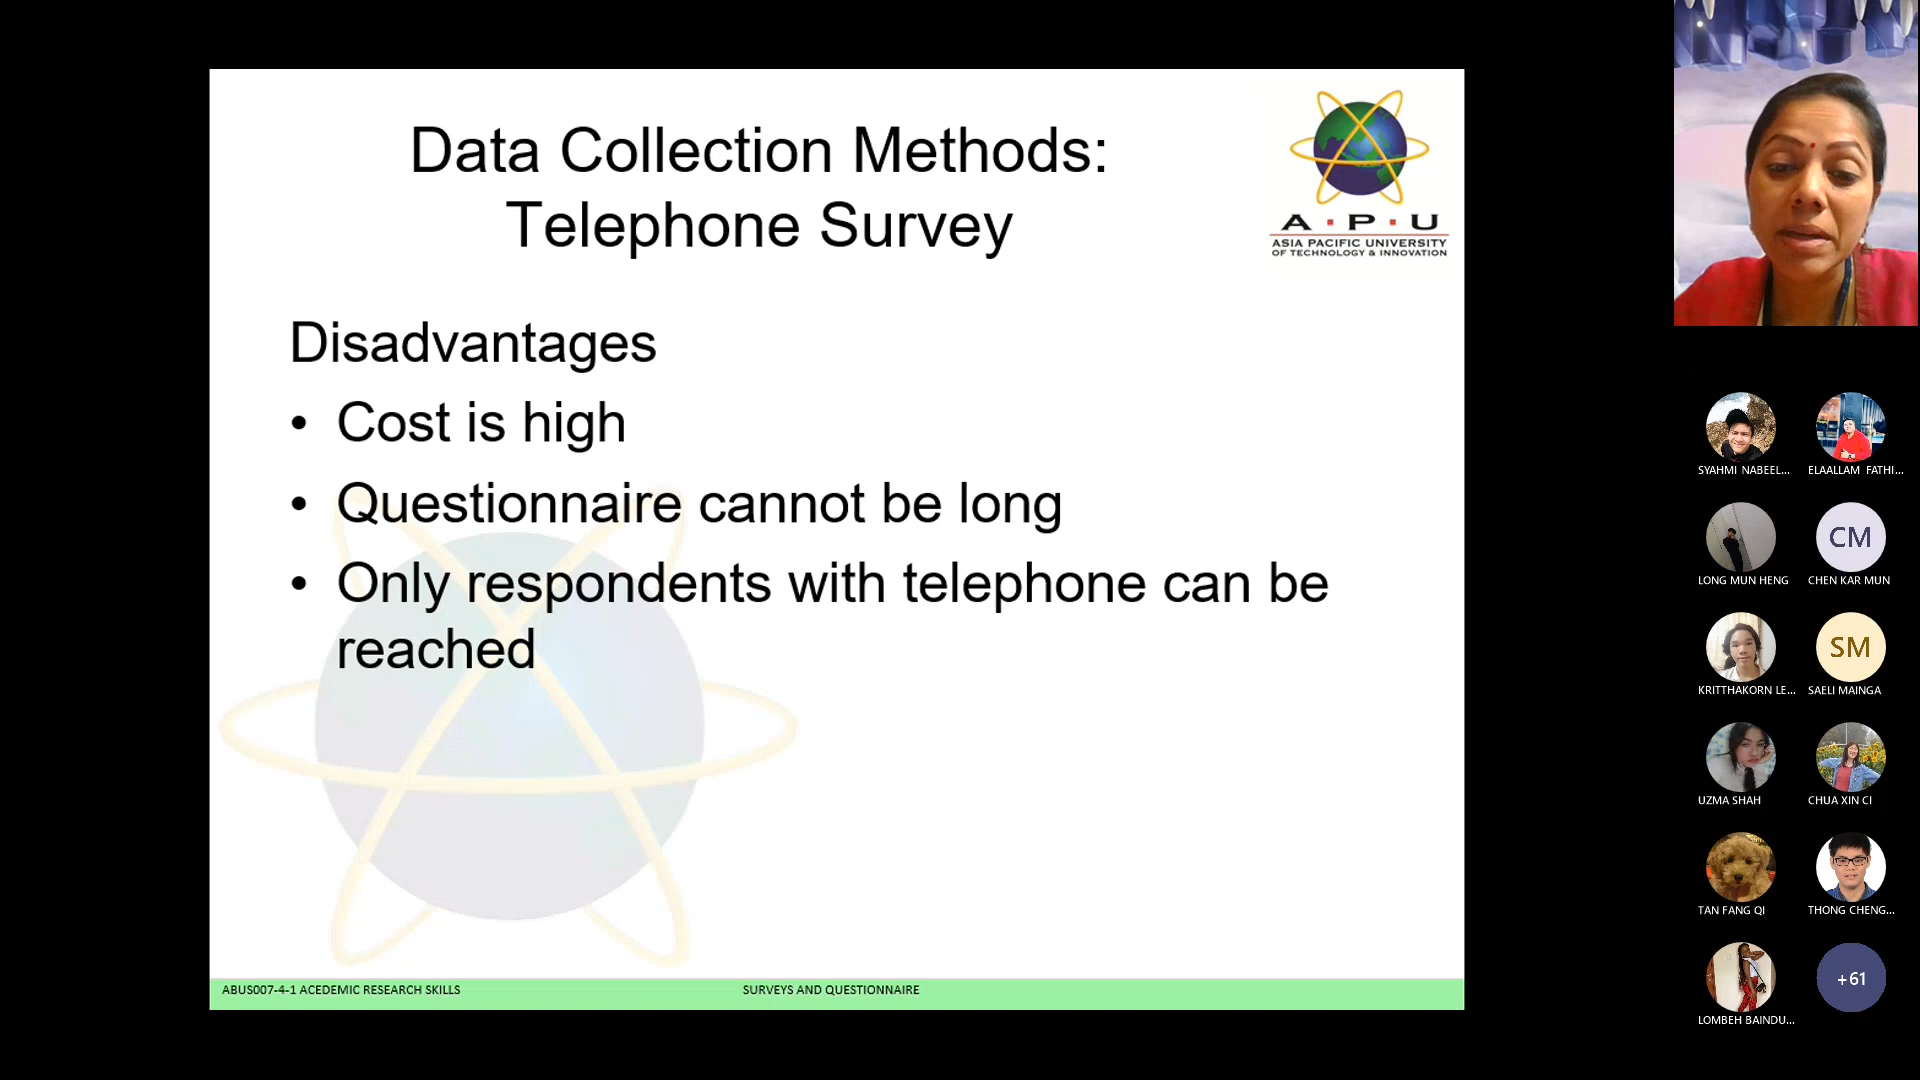 Data Collection Methods:
Telephone Survey
A·P·U
ASIA PACIFIC UNIVERSITY
OF TECHNOLOGY & INNOVATION
Disadvantages
• Cost is high
• Questionnaire cannot be long
• Only respondents with telephone can be
reached
ABUS007-4-1 ACEDEMIC RESEARCH SKILLS
SURVEYS AND QUESTIONNAIRE
SYAHMI NABEEL...
ELAALLAM FATHI...
LONG MUN HENG
CM
CHEN KAR MUN
KRITTHAKORN LE...
SM
SAELI MAINGA
UZMA SHAH
CHUA XIN CI
TAN FANG QI
THONG CHENG...
LOMBEH BAINDU...
+61